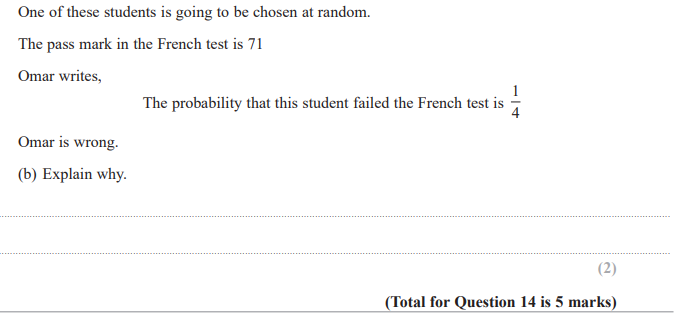 One of these students is going to be chosen at random.
The pass mark in the French test is 71
Omar writes,
The probability that this student failed the French test is 1/4
Omar is wrong.
(b) Explain why.
(2)
(Total for Question 14 is 5 marks)